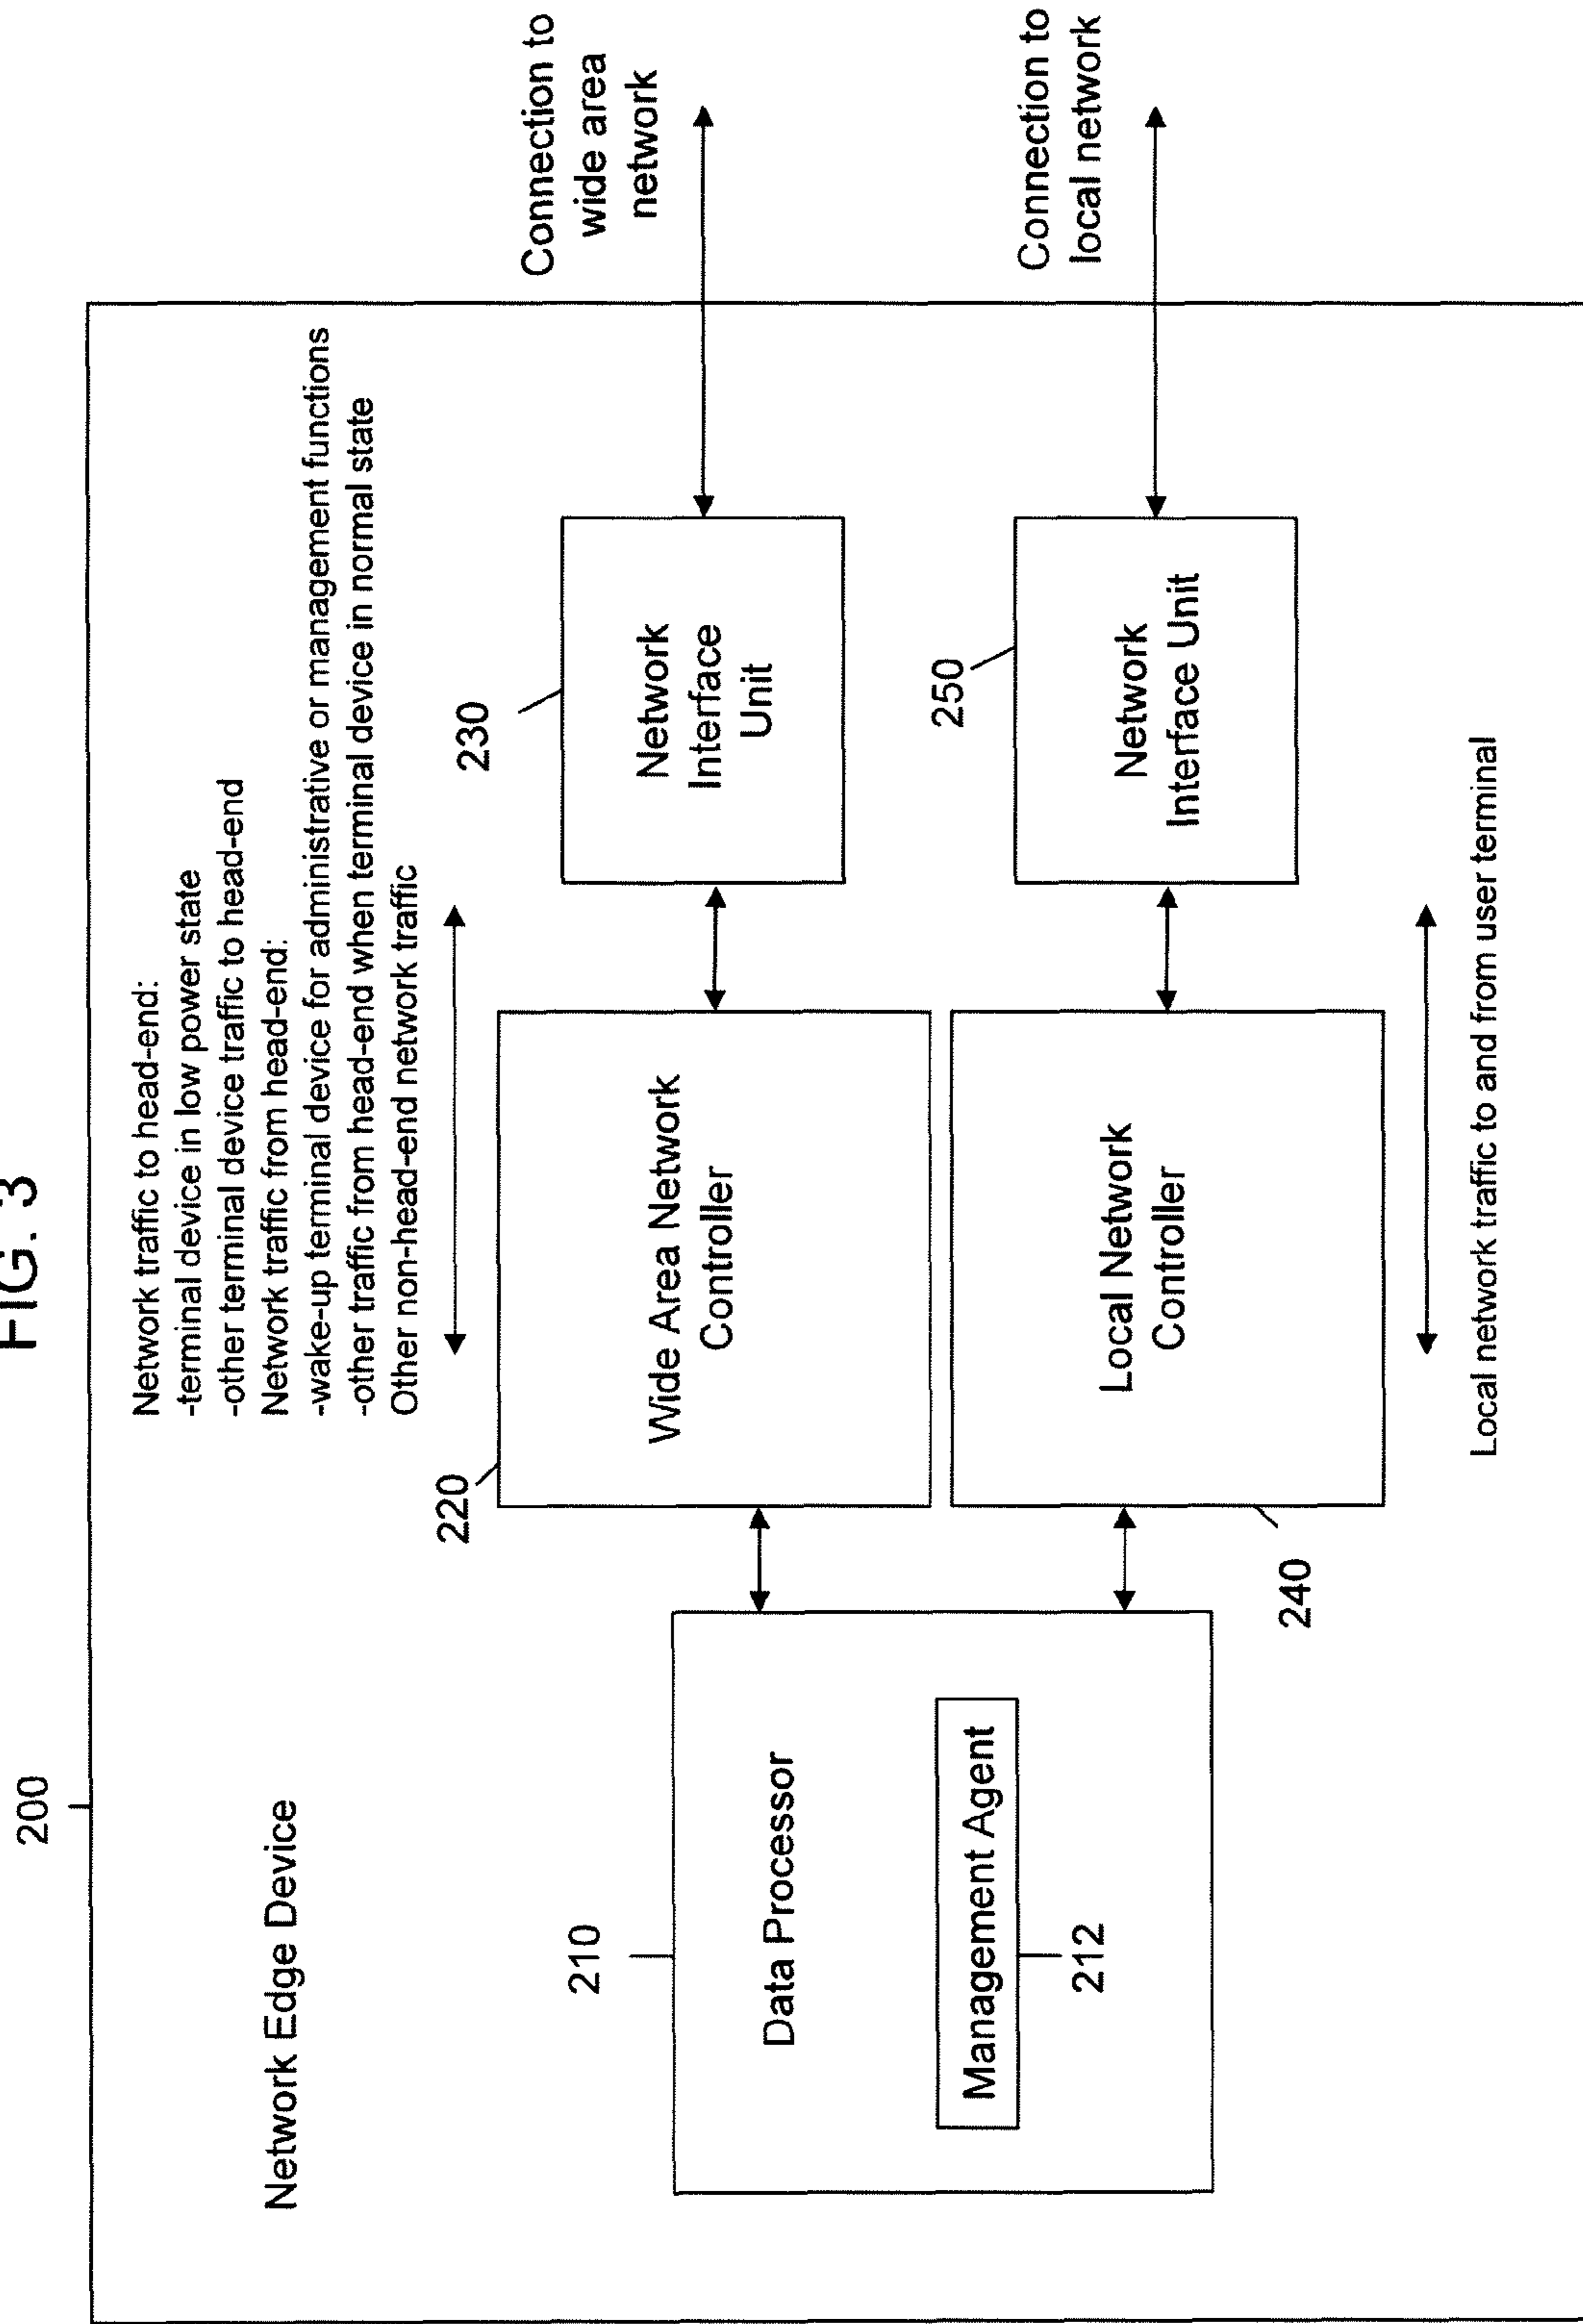 FIG. 3
200
Network Edge Device
Network traffic to head-end:
-terminal device in low power state
-other terminal device traffic to head-end
Network traffic from head-end:
-wake-up terminal device for administrative or management functions
-other traffic from head-end when terminal device in normal state
Other non-head-end network traffic
210
Data Processor
Management Agent
212
220
Wide Area Network
Controller
230
Network
Interface
Unit
Connection to
wide area
network
240
Local Network
Controller
250
Network
Interface Unit
Connection to
local network
Local network traffic to and from user terminal